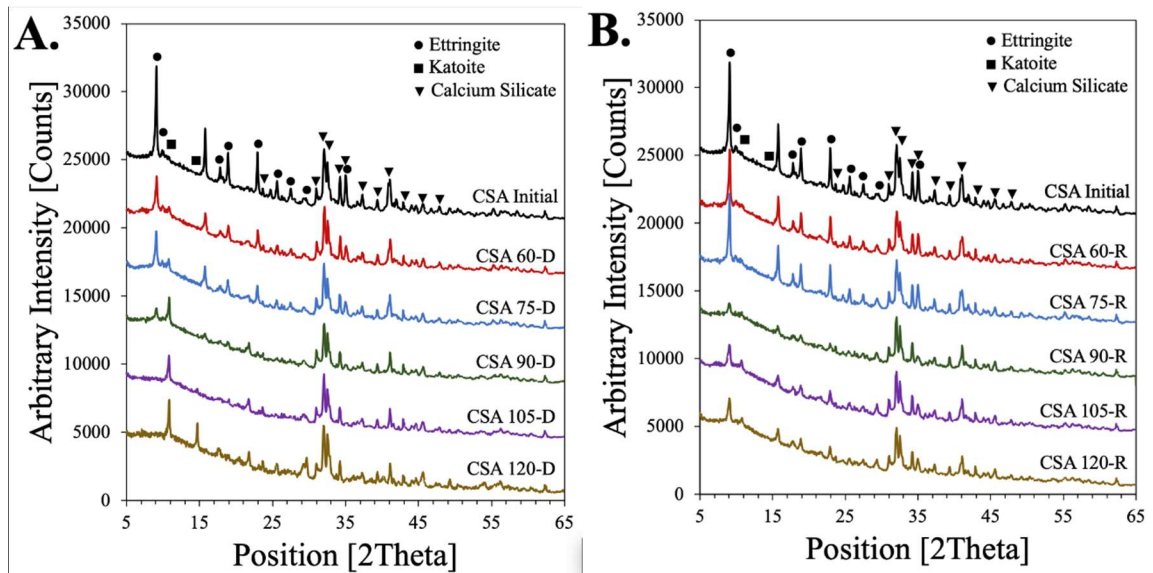 A.
35000
30000
25000
20000
15000
10000
5000
0
Arbitrary Intensity [Counts]
Ettringite
Katoite
Calcium Silicate
CSA Initial
CSA 60-D
CSA 75-D
CSA 90-D
CSA 105-D
CSA 120-D
5 15 25 35 45 55 65
Position [2Theta]
B.
35000
30000
25000
20000
15000
10000
5000
0
Arbitrary Intensity [Counts]
Ettringite
Katoite
Calcium Silicate
CSA Initial
CSA 60-R
CSA 75-R
CSA 90-R
CSA 105-R
CSA 120-R
5 15 25 35 45 55 65
Position [2Theta]